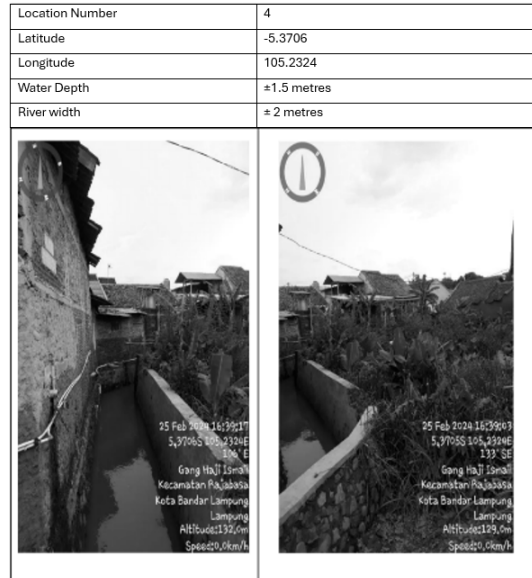 Location Number 4
Latitude -5.3706
Longitude 105.2324
Water Depth ±1.5 metres
River width ± 2 metres
25 Feb 2024 16:39:17
5,3706S 105,2324E
106° E
Gang Haji Ismail
Kecamatan Rajabasa
Kota Bandar Lampung
Lampung
Altitude:132,0m
Speed:0,0km/h
25 Feb 2024 16:39:03
5,3705S 105,2324E
133° SE
Gang Haji Ismail
Kecamatan Rajabasa
Kota Bandar Lampung
Lampung
Altitude:129,0m
Speed:0,0km/h